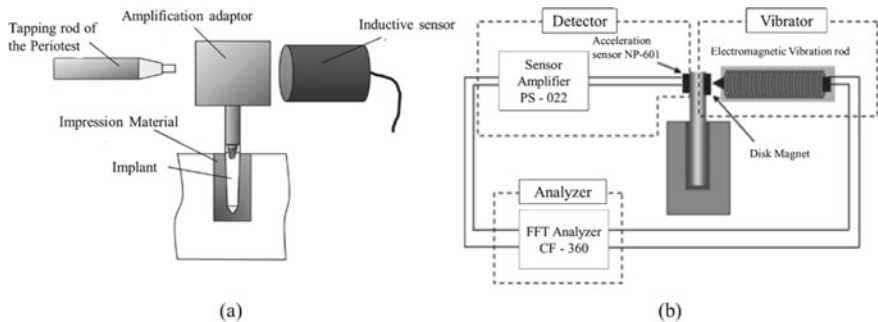 (a)
Tapping rod of
the Periotest
Amplification
adaptor
Inductive sensor
Impression Material
Implant
(a)
Detector
Vibrator
Acceleration
sensor NP-601
Electromagnetic Vibration rod
Sensor
Amplifier
PS - 022
Disk Magnet
Analyzer
FFT Analyzer
CF - 360
(b)